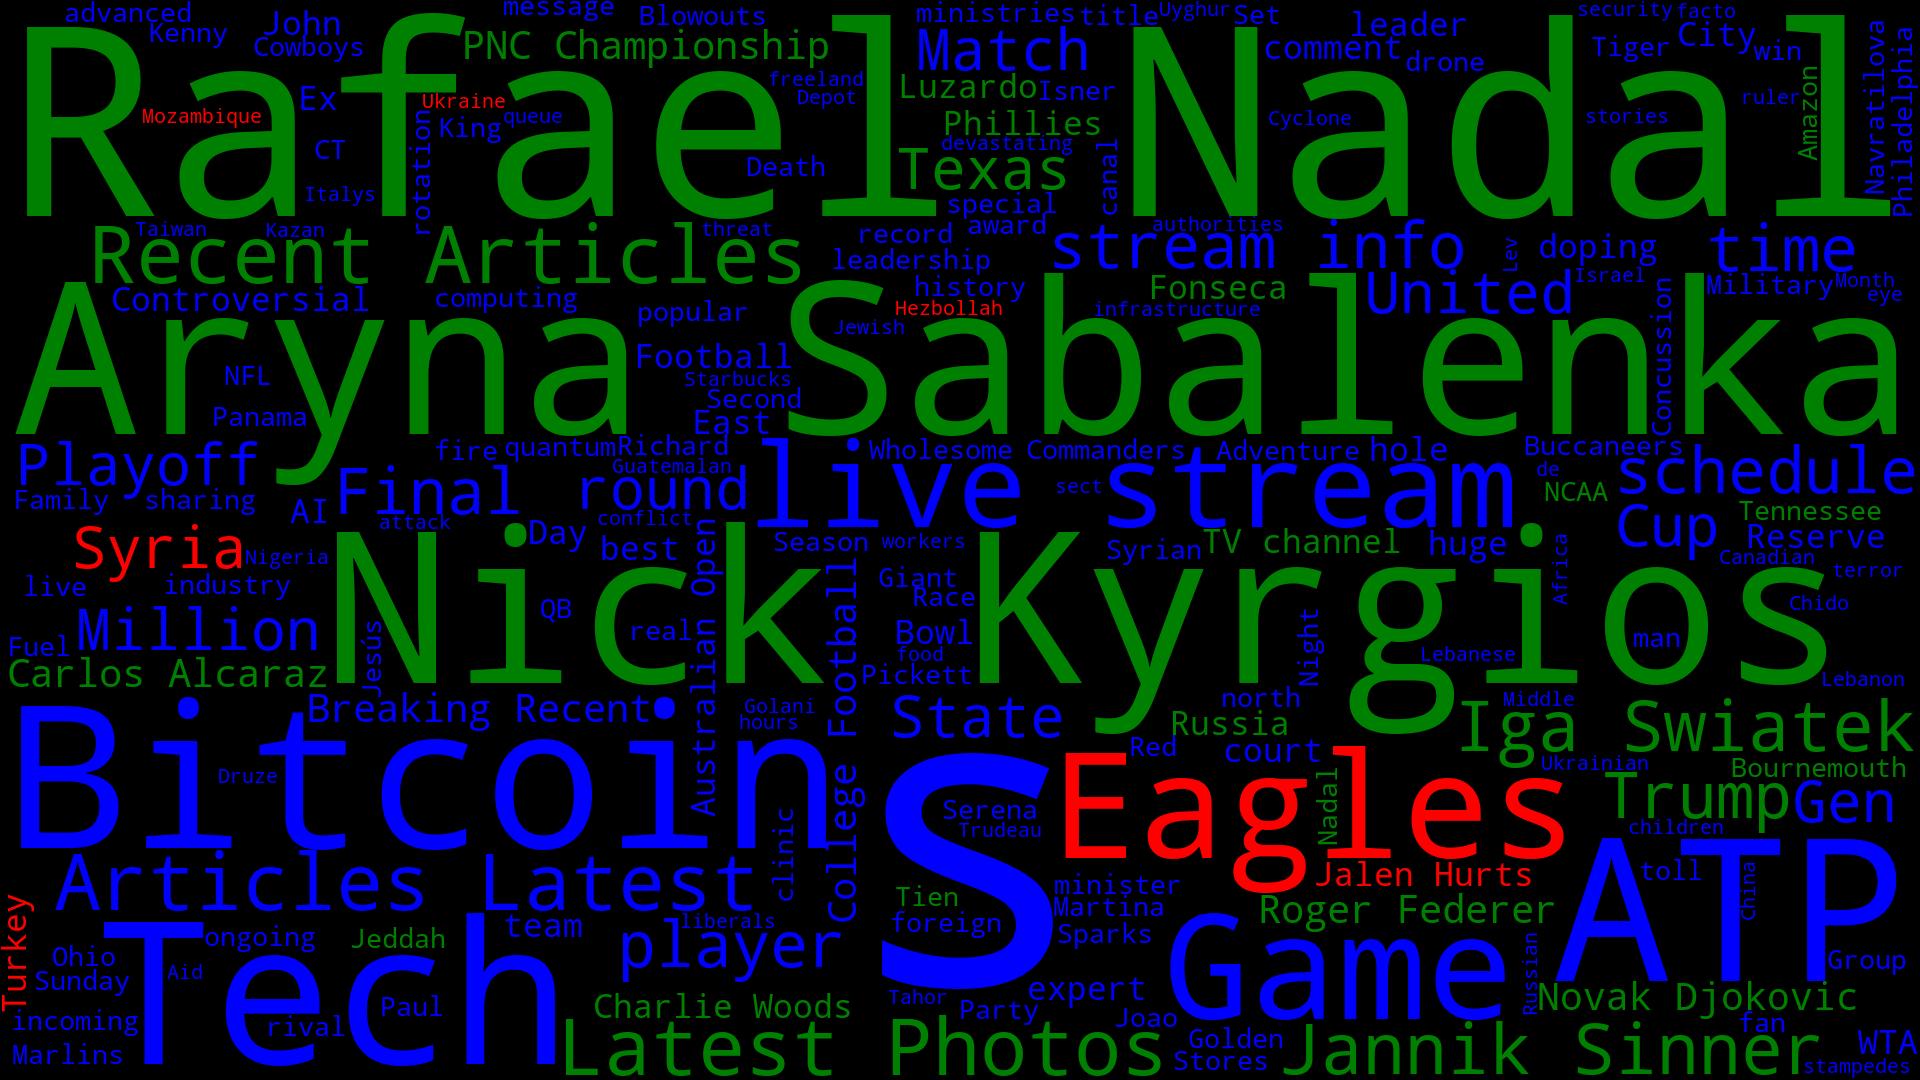 advanced
Kenny
John
Cowboys
message
Blowouts
ministries
title
Uyghur
Set
leader
security
facto
Rafael Nadal
PNC Championship
Match
comment
drone
Tiger
City
win
Navratilova
Philadelphia
freeland
Depot
Luzardo
Isner
Amazon
ruler
Mozambique
Ex
Ukraine
King
queue
Phillies
Cyclone
stories
CT
rotation
Death
devastating
Texas
canal
Italys
special
award
Taiwan
Kazan
threat
record
authorities
Recent Articles
leadership
stream info
Lev
doping
time
Israel
Controversial
computing
popular
history
Hezbollah
Fonseca
infrastructure
United
Military
Month
eye
Aryna Sabalenka
Jewish
Concussion
NFL
Football
Starbucks
Second
Panama
East
Playoff
fire
quantum
Richard
Guatemalan
live stream
Wholesome
Commanders
Adventure
hole
Buccaneers
de
schedule
Family
sharing
AI
Final
round
sect
NCAA
attack
conflict
Day
Tennessee
Cup
Reserve
Syria
Nigeria
best
Australian Open
Season
workers
Syrian
TV channel
huge
Africa
Canadian
terror
live
industry
Nick Kyrgios
College Football
Giant
Race
Chido
QB
Fuel
Million
Jesús
real
Bowl
food
Night
Lebanese
man
Carlos Alcaraz
Pickett
Lebanon
Breaking Recent
Golani
hours
State
north
Middle
Russia
Iga Swiatek
Bitcoin
Red
court
Ukrainian
Bournemouth
Druze
s
Eagles
Nadal
Trump
Gen
Serena
Trudeau
children
clinic
ATP
Articles Latest
Tien
minister
Jalen Hurts
toll
China
Turkey
Martina
Roger Federer
foreign
Sparks
Tech
ongoing
Jeddah
team
liberals
player
Game
Russian
Ohio
Sunday
Aid
Group
incoming
rival
Paul
Charlie Woods
Tahor
expert
Party
Joao
Novak Djokovic
fan
Marlins
Latest Photos
Golden
Stores
Jannik Sinner
WTA
stampedes